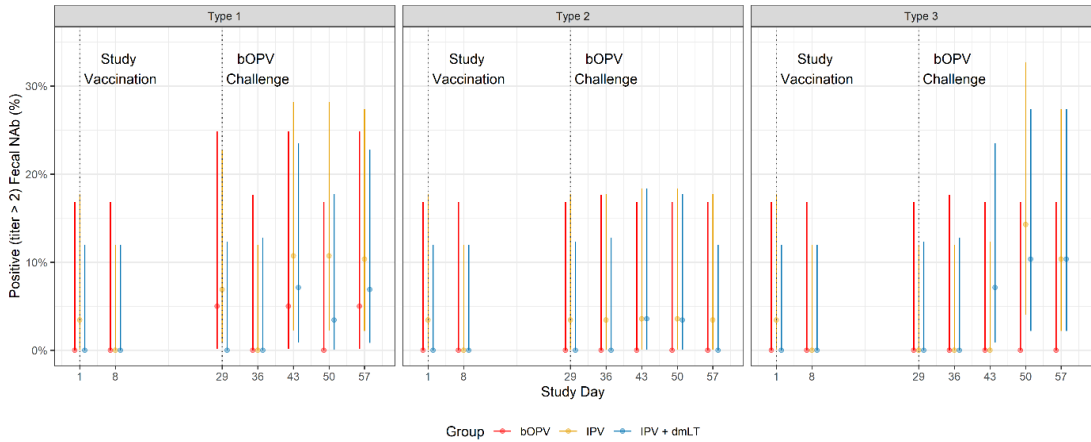 Type 1 Type 2 Type 3
Study bOPV Study bOPV Study bOPV
Vaccination Challenge Vaccination Challenge Vaccination Challenge
30%
20%
10%
0%
Positive (titer > 2) Fecal NAb (%)
1 8 29 36 43 50 57 1 8 29 36 43 50 57 1 8 29 36 43 50 57
Study Day
Group bOPV IPV IPV + dmLT